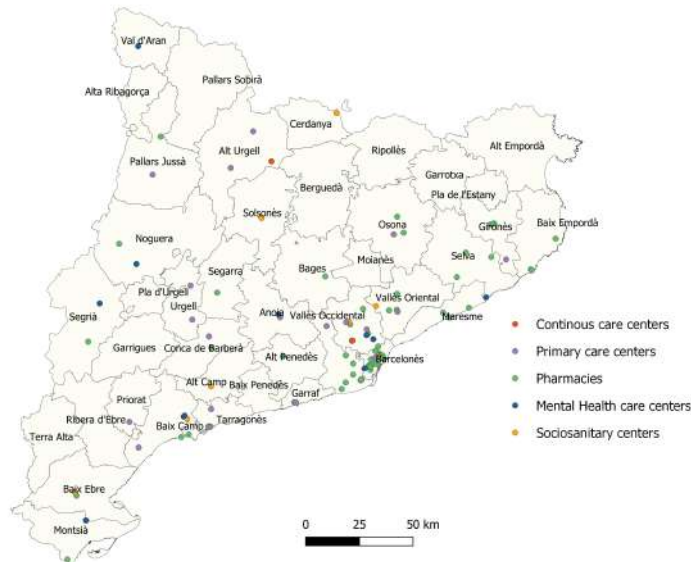 Val d'Aran
Pallars Sobirà
Alta Ribagorça
Cerdanya
Alt Urgell
Ripollès
Alt Empordà
Pallars Jussà
Garrotxa
Berguedà
Pla de l'Estany
Solsonès
Osona
Gironès
Baix Empordà
Noguera
Moianès
Selva
Segarra
Bages
Pla d'Urgell
Vallès Oriental
Urgell
Segrià
Anoia
Vallès Occidental
Maresme
Continous care centers
Garrigues
Conca de Barberà
Primary care centers
Alt Penedès
Barcelonès
Pharmacies
Alt Camp
Baix Penedès
Priorat
Garraf
Mental Health care centers
Ribera d'Ebre
Tarragonès
Baix Camp
Sociosanitary centers
Terra Alta
Baix Ebre
Montsià
0 25 50 km